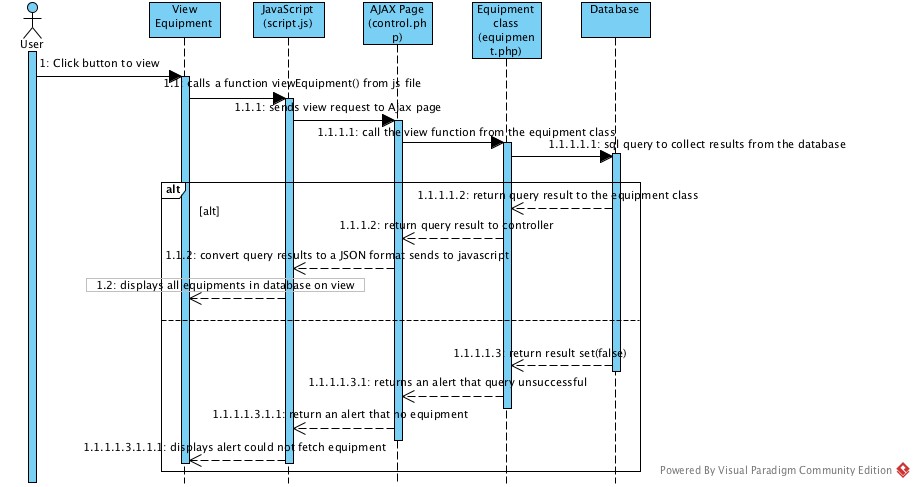 View
Equipment
JavaScript
(script.js)
AJAX Page
(control.ph
p)
Equipment
class
(equipmen
t.php)
Database
User
1: Click button to view
1.1: calls a function viewEquipment() from js file
1.1.1: sends view request to Ajax page
1.1.1.1: call the view function from the equipment class
1.1.1.1.1: sql query to collect results from the database
alt
[alt]
1.1.1.1.2: return query result to the equipment class
1.1.1.2: return query result to controller
1.1.2: convert query results to a JSON format sends to javascript
1.2: displays all equipments in database on view
1.1.1.1.3: return result set(false)
1.1.1.1.3.1: returns an alert that query unsuccessful
1.1.1.1.3.1.1: return an alert that no equipment
1.1.1.1.3.1.1.1: displays alert could not fetch equipment
Powered By Visual Paradigm Community Edition